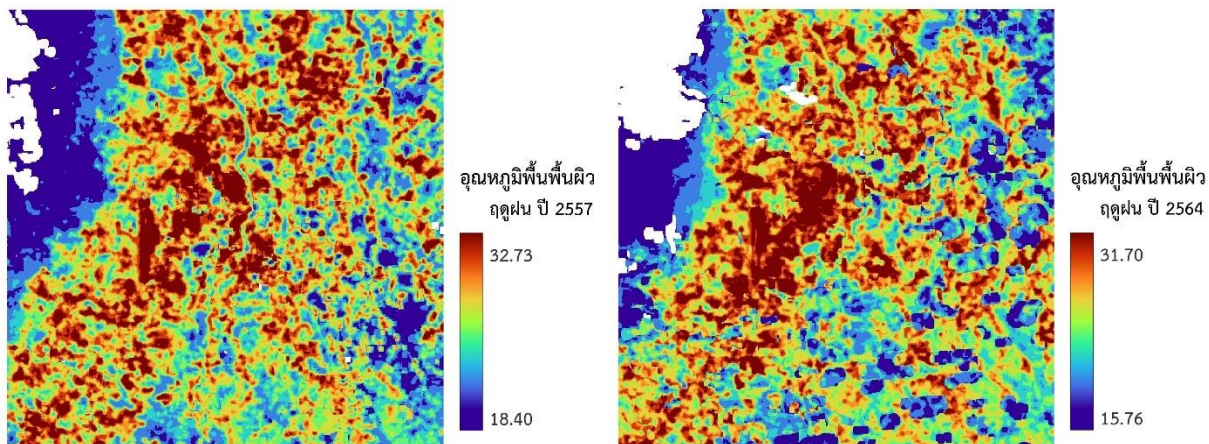 อุณหภูมิพื้นพื้นผิว
ฤดูฝน ปี 2557
32.73
18.40
อุณหภูมิพื้นพื้นผิว
ฤดูฝน ปี 2564
31.70
15.76